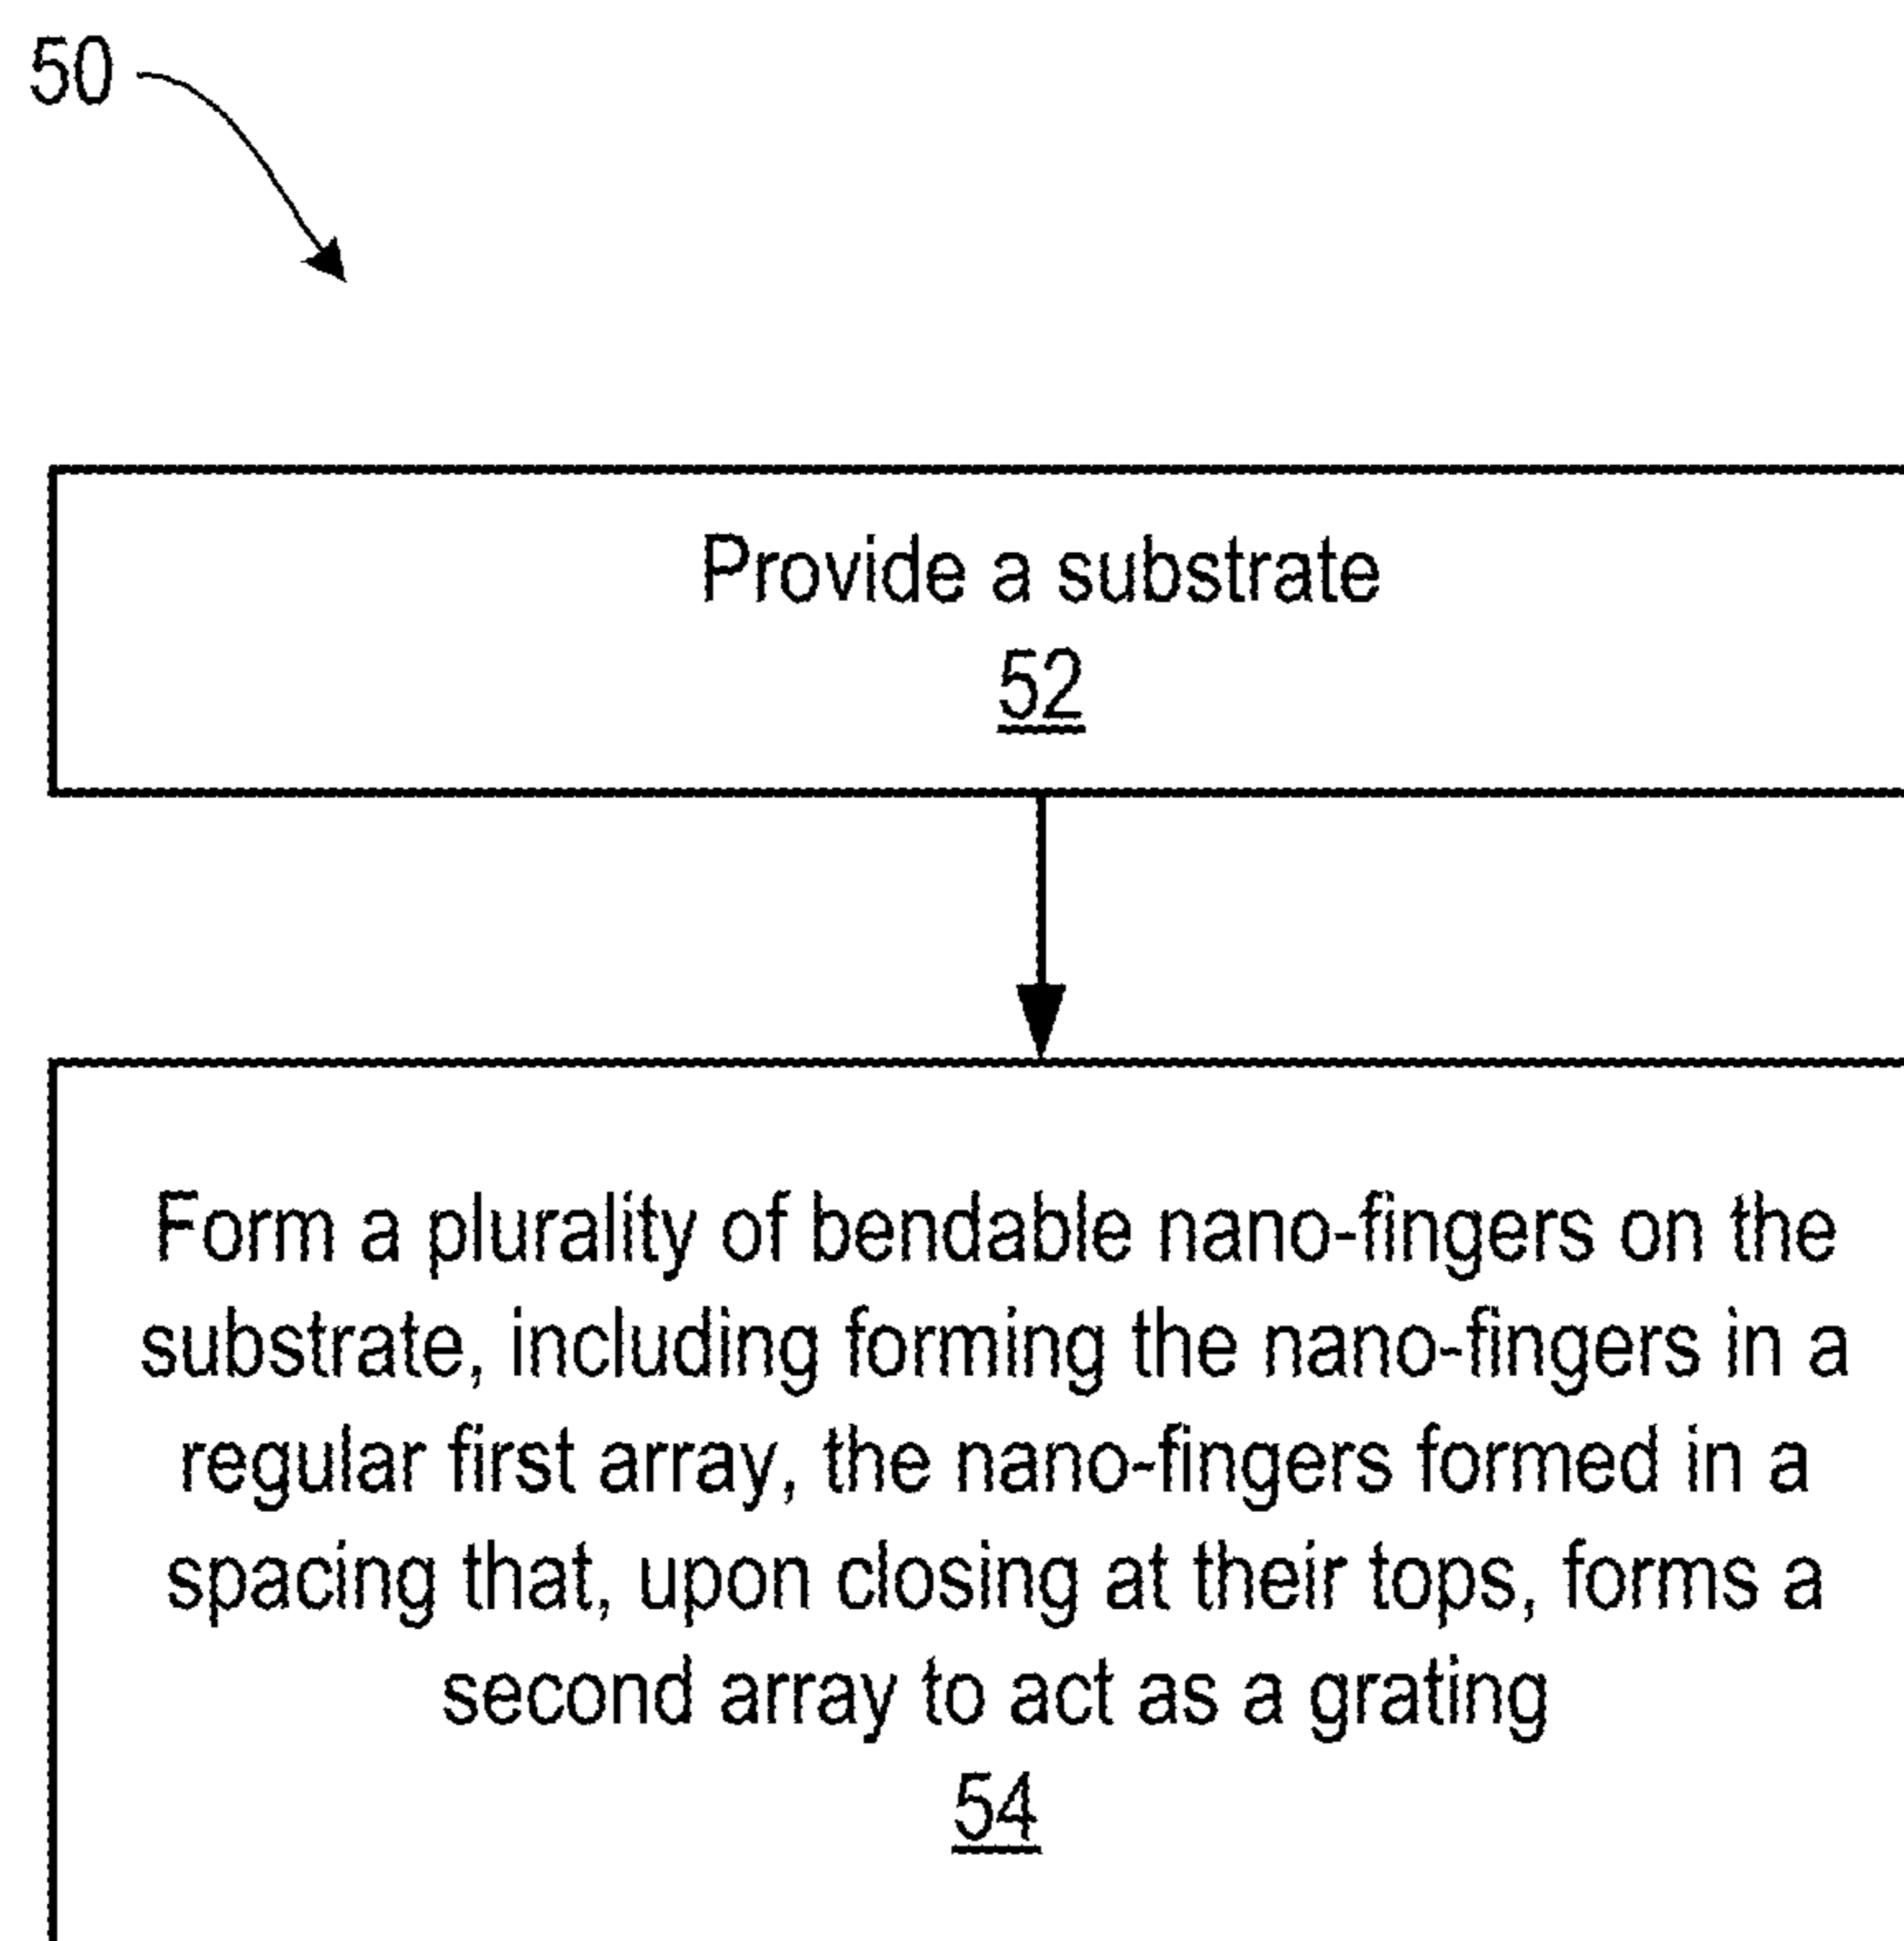 50
Provide a substrate
52
Form a plurality of bendable nano-fingers on the
substrate, including forming the nano-fingers in a
regular first array, the nano-fingers formed in a
spacing that, upon closing at their tops, forms a
second array to act as a grating
54